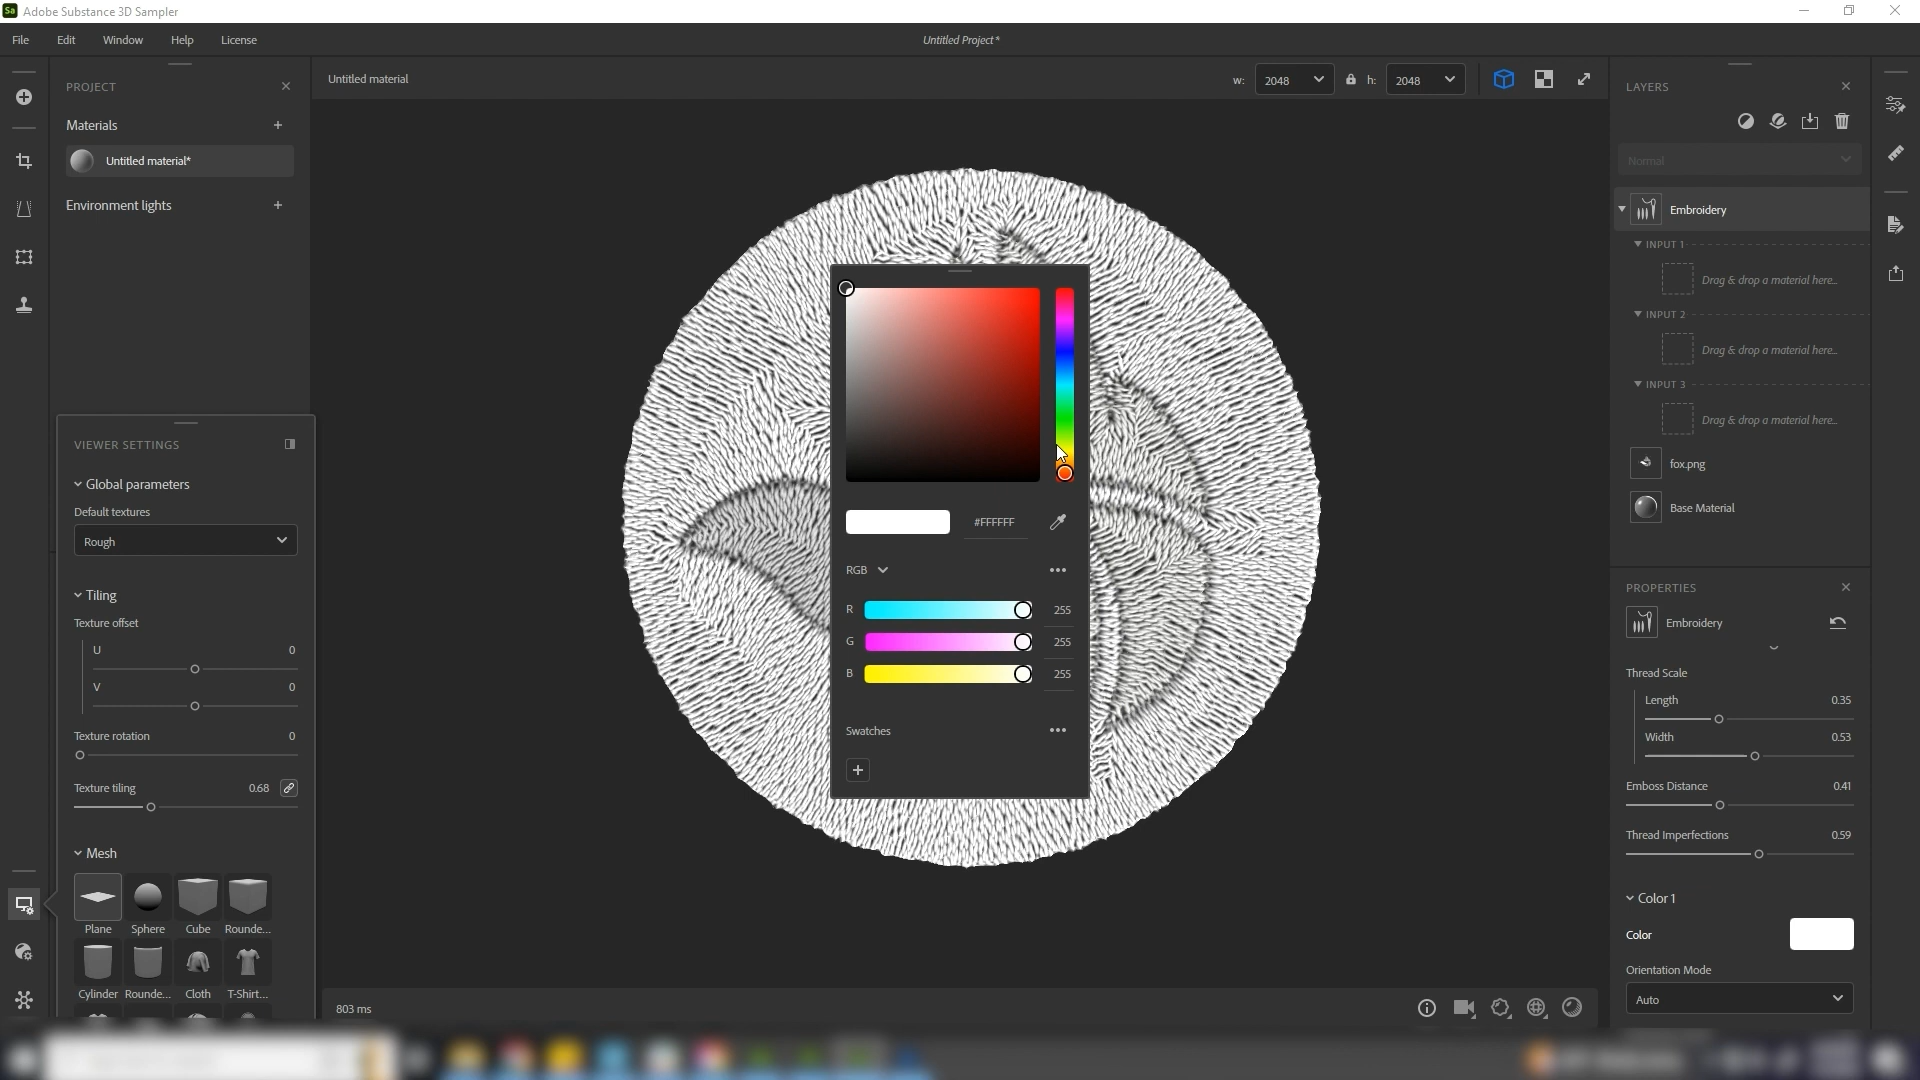 Sa Adobe Substance 3D Sampler
File Edit Window Help License
Untitled Project*
PROJECT
Materials
Untitled material*
Environment lights
Untitled material
w: 2048 h: 2048
LAYERS
Normal
Embroidery
INPUT 1
Drag & drop a material here...
INPUT 2
Drag & drop a material here...
INPUT 3
Drag & drop a material here...
fox.png
Base Material
VIEWER SETTINGS
Global parameters
Default textures
Rough
Tiling
Texture offset
U 0
V 0
Texture rotation 0
Texture tiling 0.68
Mesh
Plane Sphere Cube Rounde...
Cylinder Rounde... Cloth T-Shirt...
#FFFFFF
RGB
R 255
G 255
B 255
Swatches
PROPERTIES
Embroidery
Thread Scale
Length 0.35
Width 0.53
Emboss Distance 0.41
Thread Imperfections 0.59
Color1
Color
Orientation Mode
Auto
803 ms